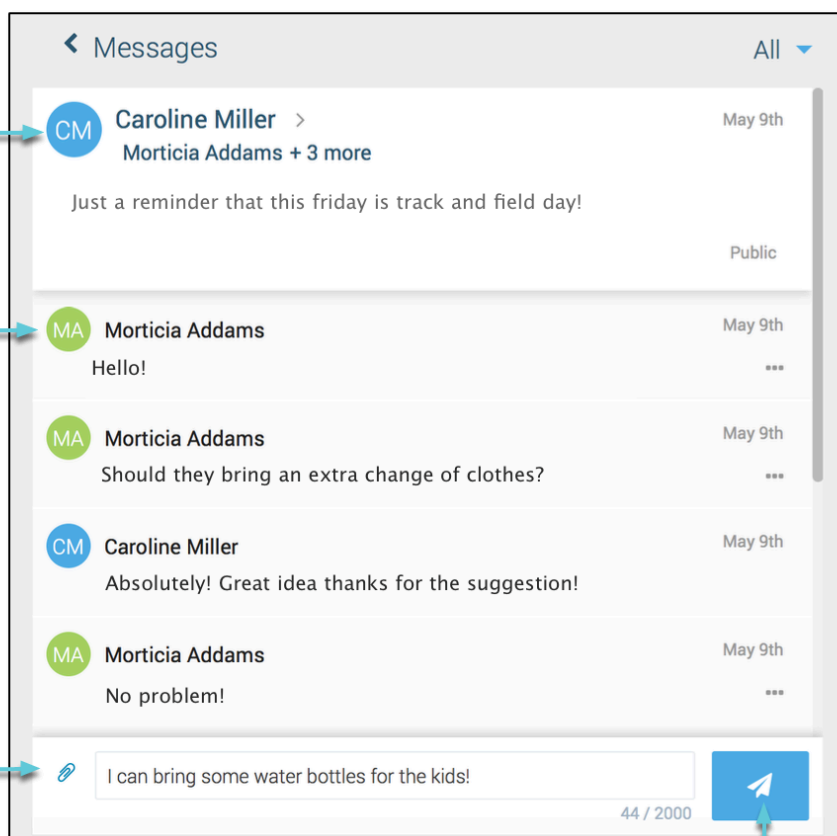 Messages
All
CM
Caroline Miller >
May 9th
Morticia Addams + 3 more
Just a reminder that this friday is track and field day!
Public
MA
Morticia Addams
May 9th
Hello!
MA
Morticia Addams
May 9th
Should they bring an extra change of clothes?
CM
Caroline Miller
May 9th
Absolutely! Great idea thanks for the suggestion!
MA
Morticia Addams
May 9th
No problem!
I can bring some water bottles for the kids!
44 / 2000